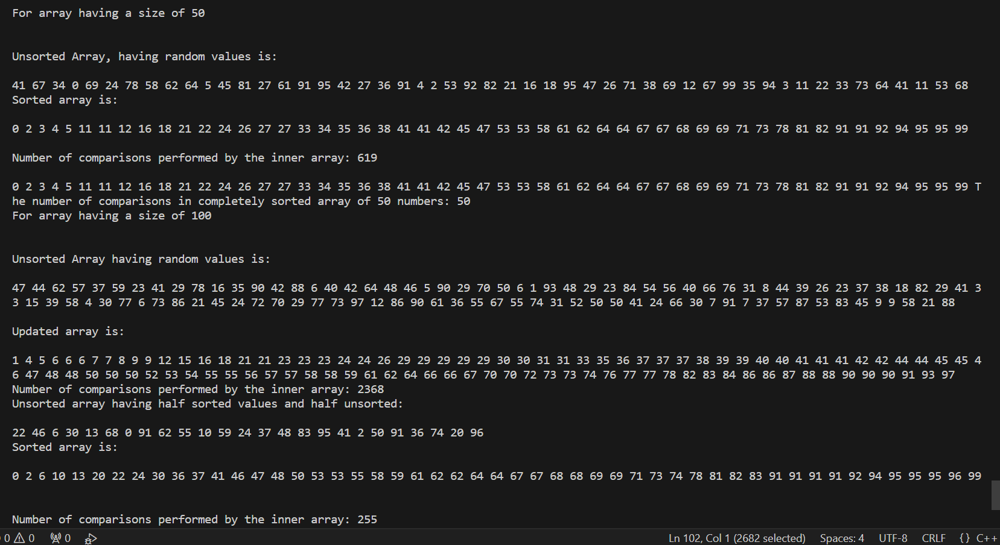 For array having a size of 50
Unsorted Array, having random values is:
41 67 34 0 69 24 78 58 62 64 5 45 81 27 61 91 95 42 27 36 91 4 2 53 92 82 21 16 18 95 47 26 71 38 69 12 67 99 35 94 3 11 22 33 73 64 41 11 53 68
Sorted array is:
0 2 3 4 5 11 11 12 16 18 21 22 24 26 27 27 33 34 35 36 38 41 41 42 45 47 53 53 58 61 62 64 64 67 67 68 69 69 71 73 78 81 82 91 91 92 94 95 95 99
Number of comparisons performed by the inner array: 619
0 2 3 4 5 11 11 12 16 18 21 22 24 26 27 27 33 34 35 36 38 41 41 42 45 47 53 53 58 61 62 64 64 67 67 68 69 69 71 73 78 81 82 91 91 92 94 95 95 99 T
he number of comparisons in completely sorted array of 50 numbers: 50
For array having a size of 100
Unsorted Array having random values is:
47 44 62 57 37 59 23 41 29 78 16 35 90 42 88 6 40 42 64 48 46 5 90 29 70 50 6 1 93 48 29 23 84 54 56 40 66 76 31 8 44 39 26 23 37 38 18 82 29 41 3
3 15 39 58 4 30 77 6 73 86 21 45 24 72 70 29 77 73 97 12 86 90 61 36 55 67 55 74 31 52 50 50 41 24 66 30 7 91 7 37 57 87 53 83 45 9 9 58 21 88
Updated array is:
1 4 5 6 6 6 7 7 8 9 9 12 15 16 18 21 21 23 23 23 24 24 26 29 29 29 29 29 30 30 31 31 33 35 36 37 37 37 38 39 39 40 40 41 41 41 42 42 44 44 45 45 4
6 47 48 48 50 50 50 52 53 54 55 55 56 57 57 58 58 59 61 62 64 66 66 67 70 70 72 73 73 74 76 77 77 78 82 83 84 86 86 87 88 88 90 90 90 91 93 97
Number of comparisons performed by the inner array: 2368
Unsorted array having half sorted values and half unsorted:
22 46 6 30 13 68 0 91 62 55 10 59 24 37 48 83 95 41 2 50 91 36 74 20 96
Sorted array is:
0 2 6 10 13 20 22 24 30 36 37 41 46 47 48 50 53 53 55 58 59 61 62 62 64 64 67 67 68 68 69 69 71 73 74 78 81 82 83 91 91 91 91 92 94 95 95 95 96 99
Number of comparisons performed by the inner array: 255
0 0 0 Ln 102, Col 1 (2682 selected) Spaces: 4 UTF-8 CRLF {} C++